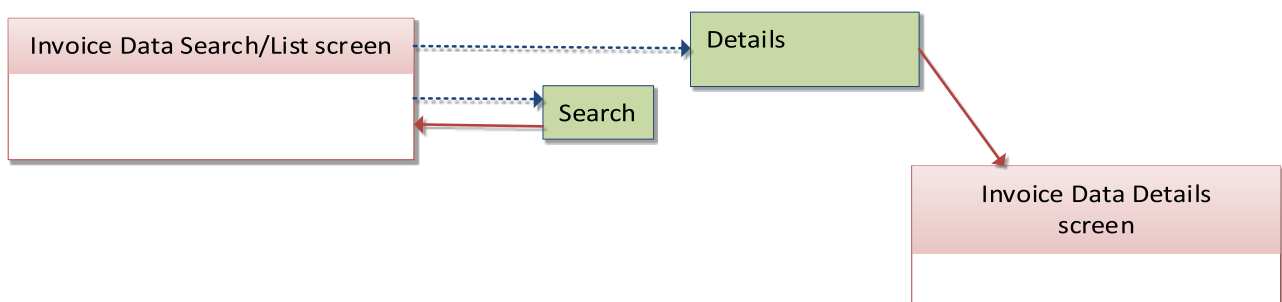 Invoice Data Search/List screen
Details
Search
Invoice Data Details
screen